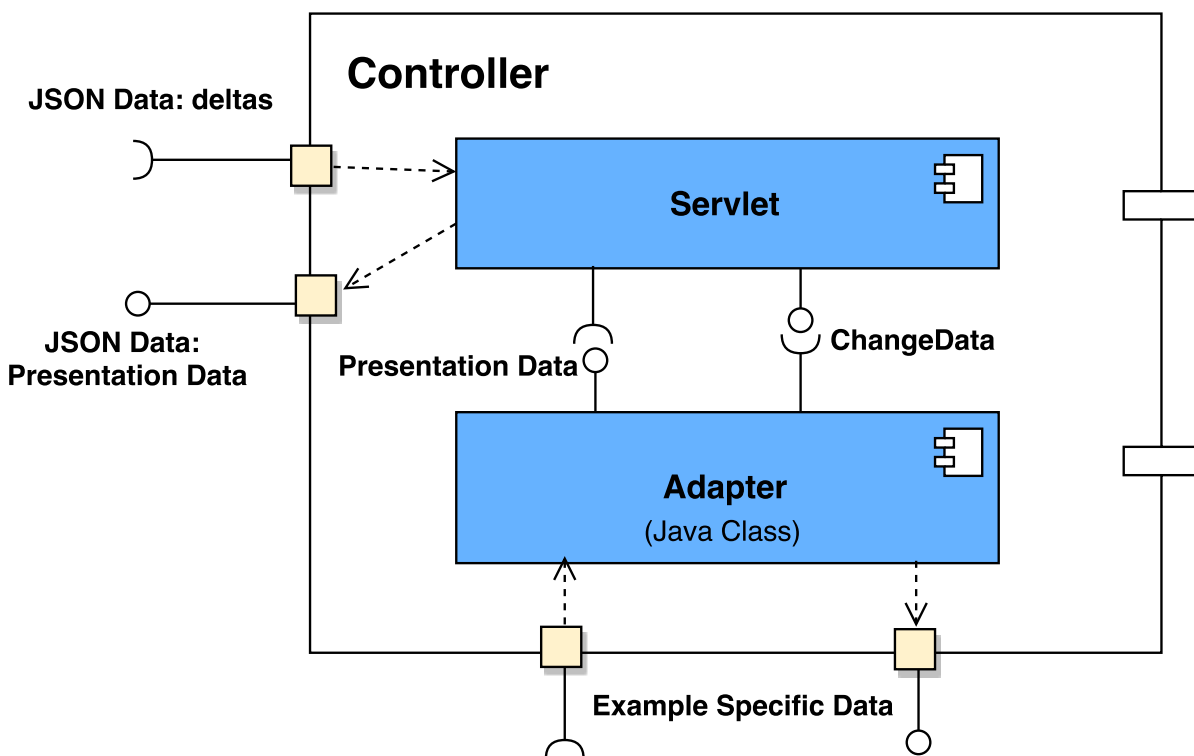 Controller
JSON Data: deltas
Servlet
JSON Data:
Presentation Data
Presentation Data
ChangeData
Adapter
(Java Class)
Example Specific Data